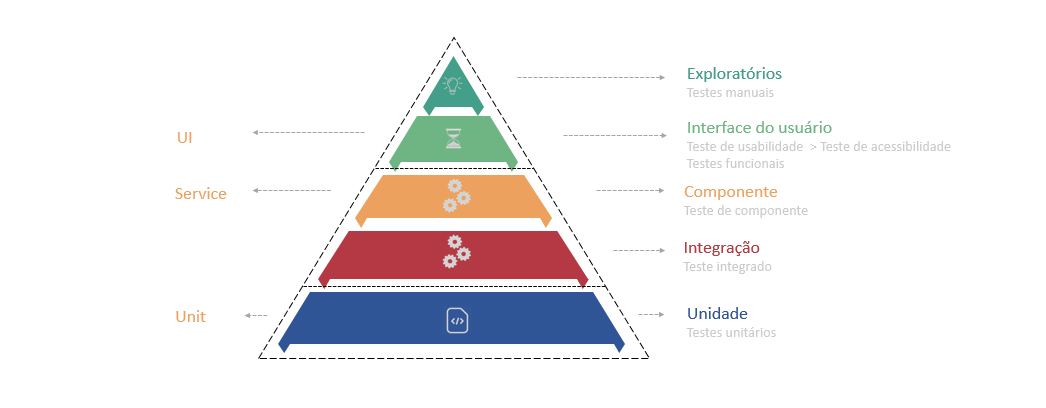 Exploratórios
Testes manuais
UI
Interface do usuário
Teste de usabilidade > Teste de acessibilidade
Testes funcionais
Service
Componente
Teste de componente
Integração
Teste integrado
</>
Unit
Unidade
Testes unitários